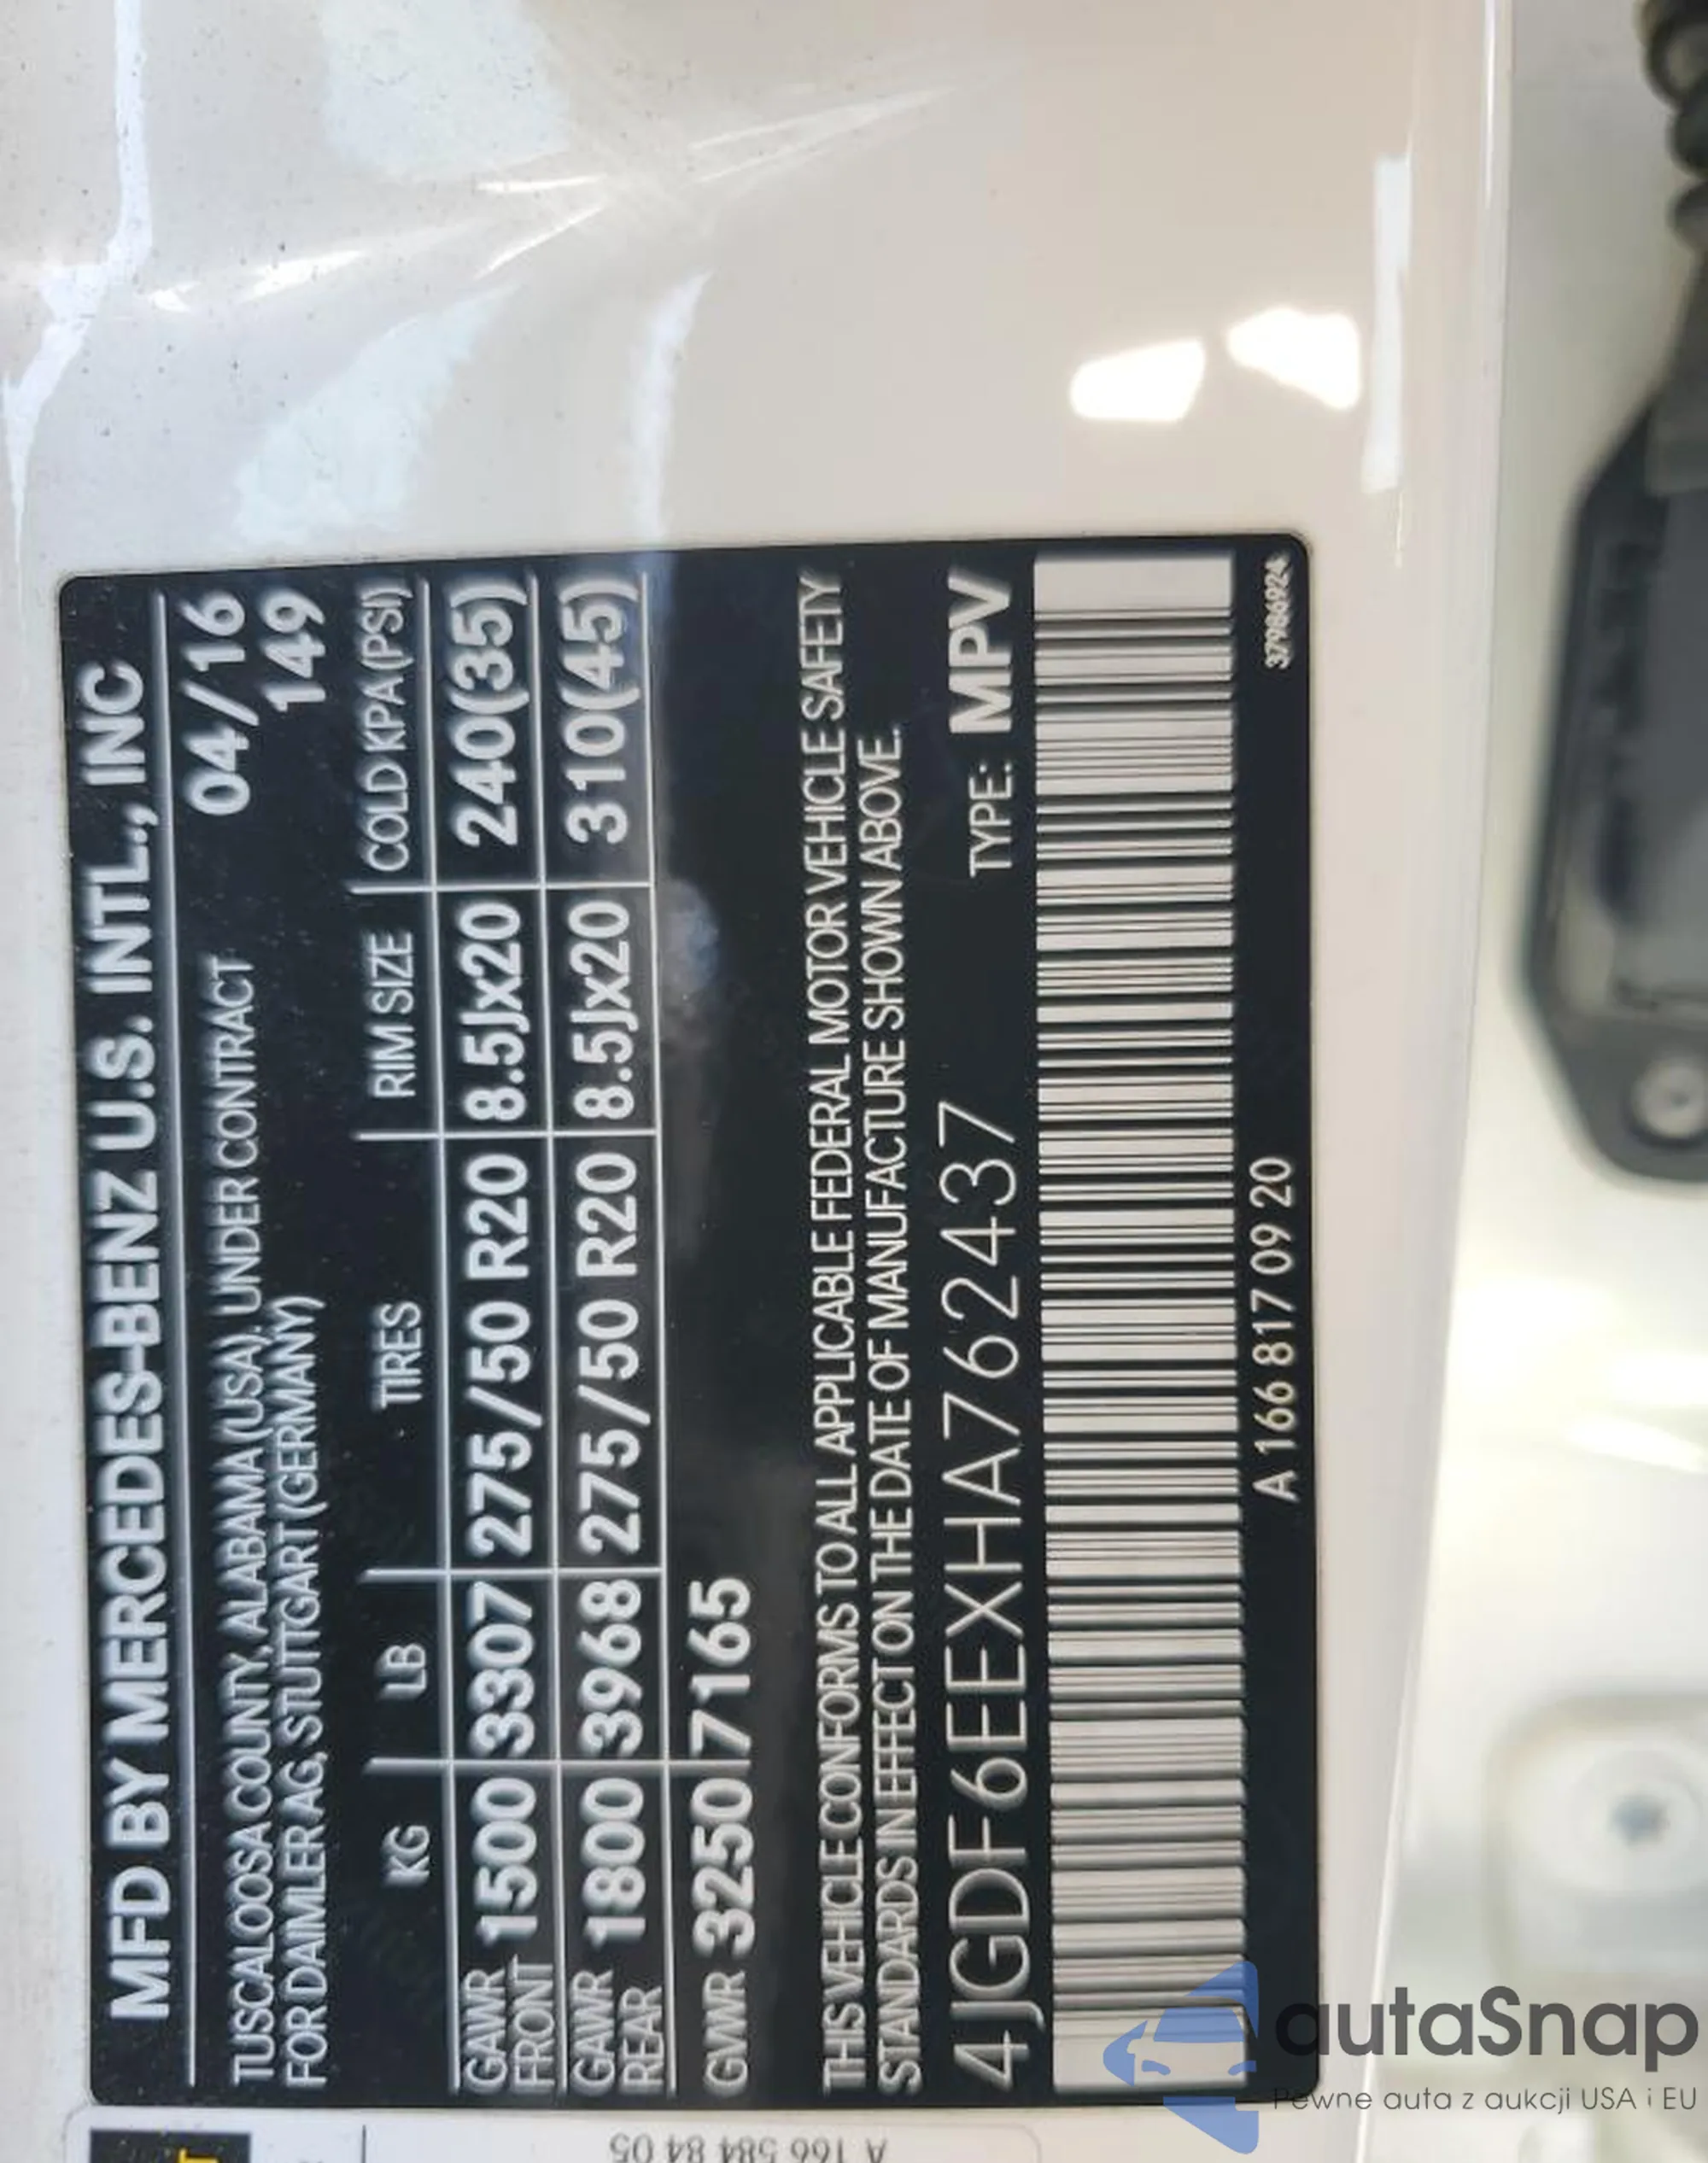 MFD BY MERCEDES-BENZ U.S. INTL., INC
TUSCALOOSA COUNTY, ALABAMA (USA). UNDER CONTRACT 04/16
FOR DAIMLER AG, STUTTGART (GERMANY) 149
KG LB TIRES RIM SIZE COLD KPA (PSI)
GAWR FRONT 1500 3307 275/50 R20 8.5Jx20 240(35)
GAWR REAR 1800 3968 275/50 R20 8.5Jx20 310(45)
GVWR 3250 7165
THIS VEHICLE CONFORMS TO ALL APPLICABLE FEDERAL MOTOR VEHICLE SAFETY
STANDARDS IN EFFECT ON THE DATE OF MANUFACTURE SHOWN ABOVE.
4JGDF6EEXHA762437 TYPE: MPV
A 166 817 09 20 37986924
A 166 584 84 05
autaSnap
Pewne auta z aukcji USA i EU